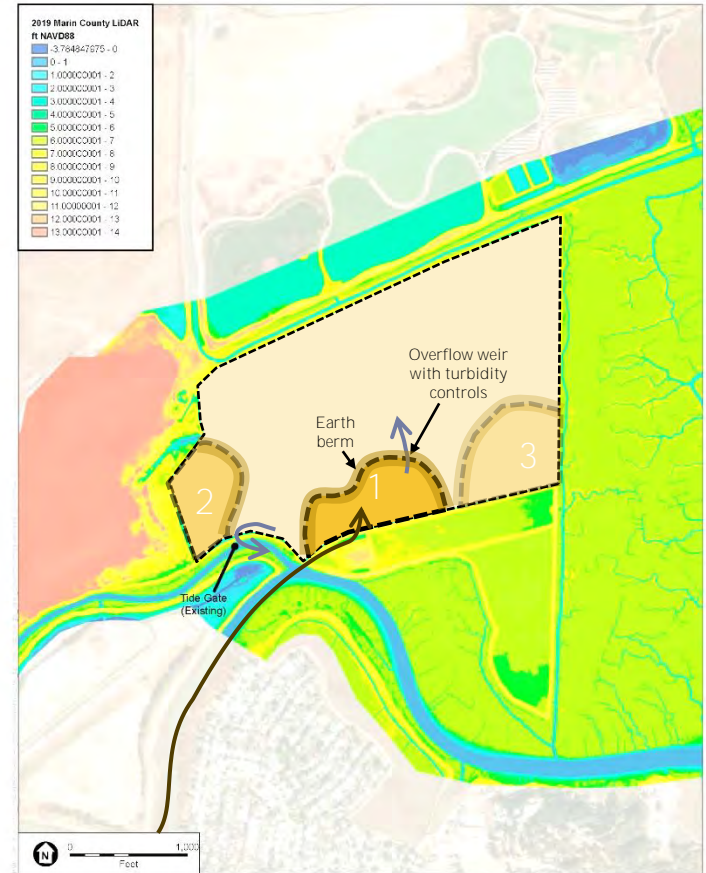 2019 Marin County LiDAR
ft NAVD88
-3.784847975 - 0
0 - 1
1.000000001 - 2
2.000000001 - 3
3.000000001 - 4
4.000000001 - 5
5.000000001 - 6
6.000000001 - 7
7.000000001 - 8
8.000000001 - 9
9.000000001 - 10
10.00000001 - 11
11.00000001 - 12
12.00000001 - 13
13.00000001 - 14
Overflow weir
with turbidity
controls
Earth
berm
1
2
3
Tide Gate
(Existing)
N
0
1,000
Feet